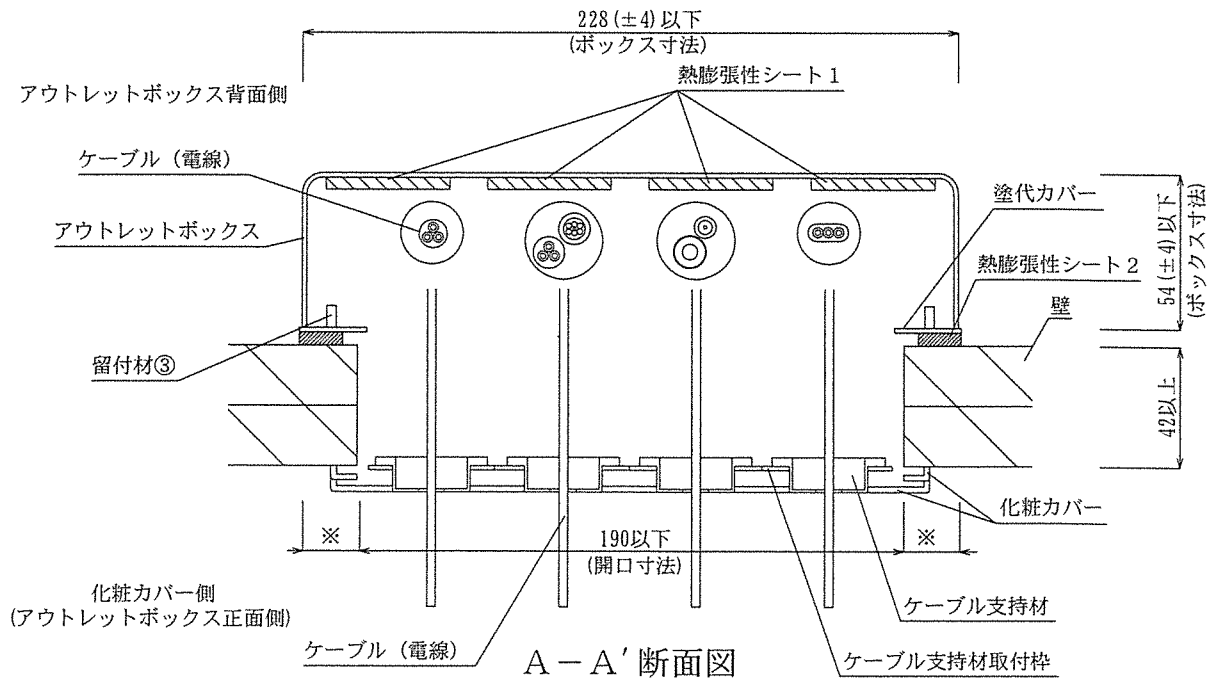 228(±4)以下
(ボックス寸法)
熱膨張性シート1
アウトレットボックス背面側
ケーブル(電線)
塗代カバー
アウトレットボックス
熱膨張性シート2
54(±4)以下
(ボックス寸法)
壁
留付材③
42以上
化粧カバー
※
190以下
(開口寸法)
※
化粧カバー側
(アウトレットボックス正面側)
ケーブル支持材
ケーブル(電線)
A-A′断面図
ケーブル支持材取付枠